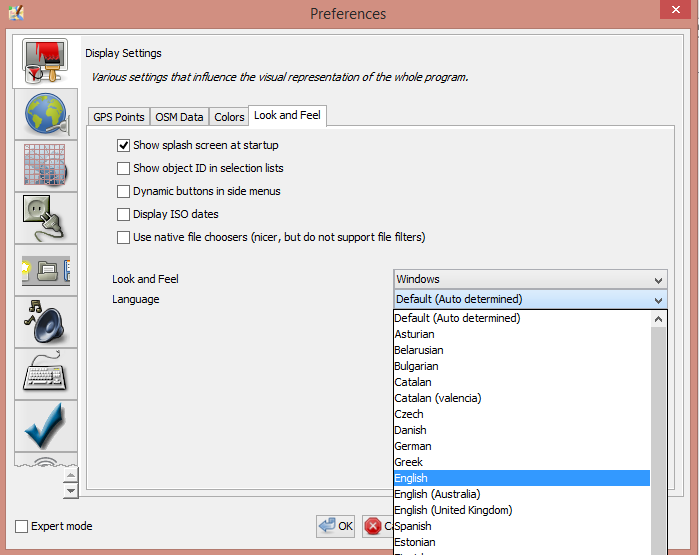 Preferences
Display Settings
Various settings that influence the visual representation of the whole program.
GPS Points OSM Data Colors Look and Feel
Show splash screen at startup
Show object ID in selection lists
Dynamic buttons in side menus
Display ISO dates
Use native file choosers (nicer, but do not support file filters)
Look and Feel Windows
Language Default (Auto determined)
Default (Auto determined)
Asturian
Belarusian
Bulgarian
Catalan
Catalan (valencia)
Czech
Danish
German
Greek
English
English (Australia)
English (United Kingdom)
Spanish
Estonian
Expert mode OK